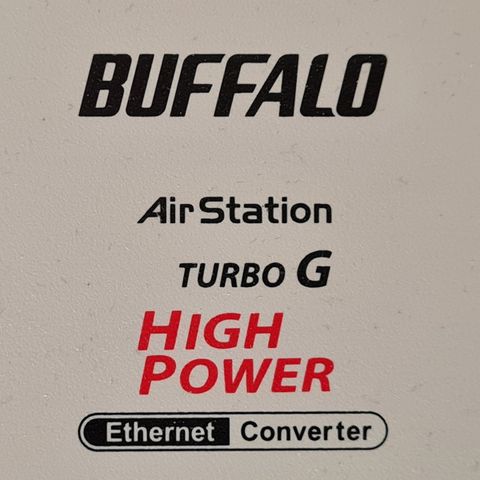 BUFFALO
AirStation
TURBO G
HIGH
POWER
Ethernet Converter